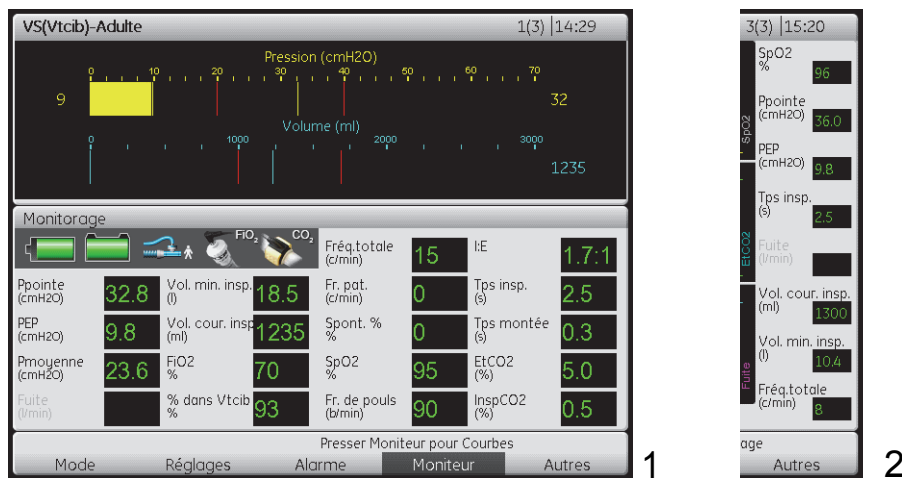 VS(Vtcib)-Adulte 1(3) 14:29
Pression (cmH2O)
0 10 20 30 40 50 60 70
9 32
Volume (ml)
0 1000 2000 3000
1235
Monitorage
FiO2 CO2
Fréq.totale (c/min) 15 I:E 1.7:1
Ppointe (cmH2O) 32.8 Vol. min. insp. (l) 18.5 Fr. pat. (c/min) 0 Tps insp. (s) 2.5
PEP (cmH2O) 9.8 Vol. cour. insp (ml) 1235 Spont. % % 0 Tps montée (s) 0.3
Pmoyenne (cmH2O) 23.6 FiO2 % 70 SpO2 % 95 EtCO2 (%) 5.0
Fuite (l/min) % dans Vtcib % 93 Fr. de pouls (b/min) 90 InspCO2 (%) 0.5
Presser Moniteur pour Courbes
Mode Réglages Alarme Moniteur Autres
1
3(3) 15:20
SpO2
% 96
Ppointe
(cmH2O) 36.0
SpO2
PEP
(cmH2O) 9.8
Tps insp.
(s) 2.5
EtCO2
Fuite
(l/min)
Vol. cour. insp.
(ml) 1300
Vol. min. insp.
(l) 10.4
Fuite
Fréq.totale
(c/min) 8
age
Autres
2